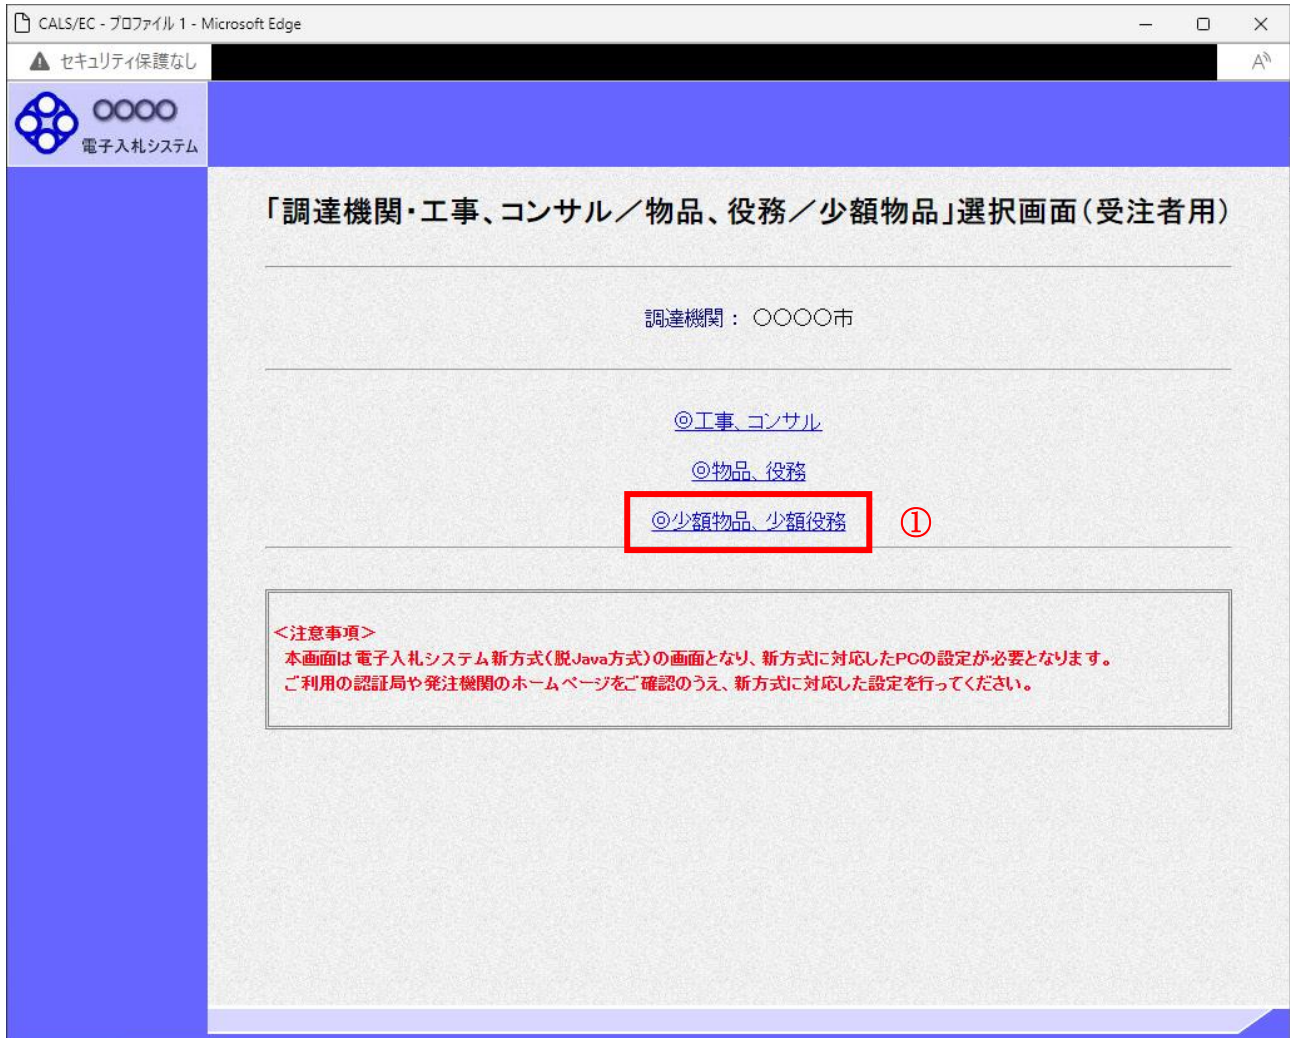 CALS/EC - プロファイル 1 - Microsoft Edge
セキュリティ保護なし
〇〇〇〇
電子入札システム
「調達機関・工事、コンサル／物品、役務／少額物品」選択画面（受注者用）
調達機関： 〇〇〇〇市
◎工事、コンサル
◎物品、役務
◎少額物品、少額役務 ①
＜注意事項＞
本画面は電子入札システム新方式（脱Java方式）の画面となり、新方式に対応したPCの設定が必要となります。
ご利用の認証局や発注機関のホームページをご確認のうえ、新方式に対応した設定を行ってください。